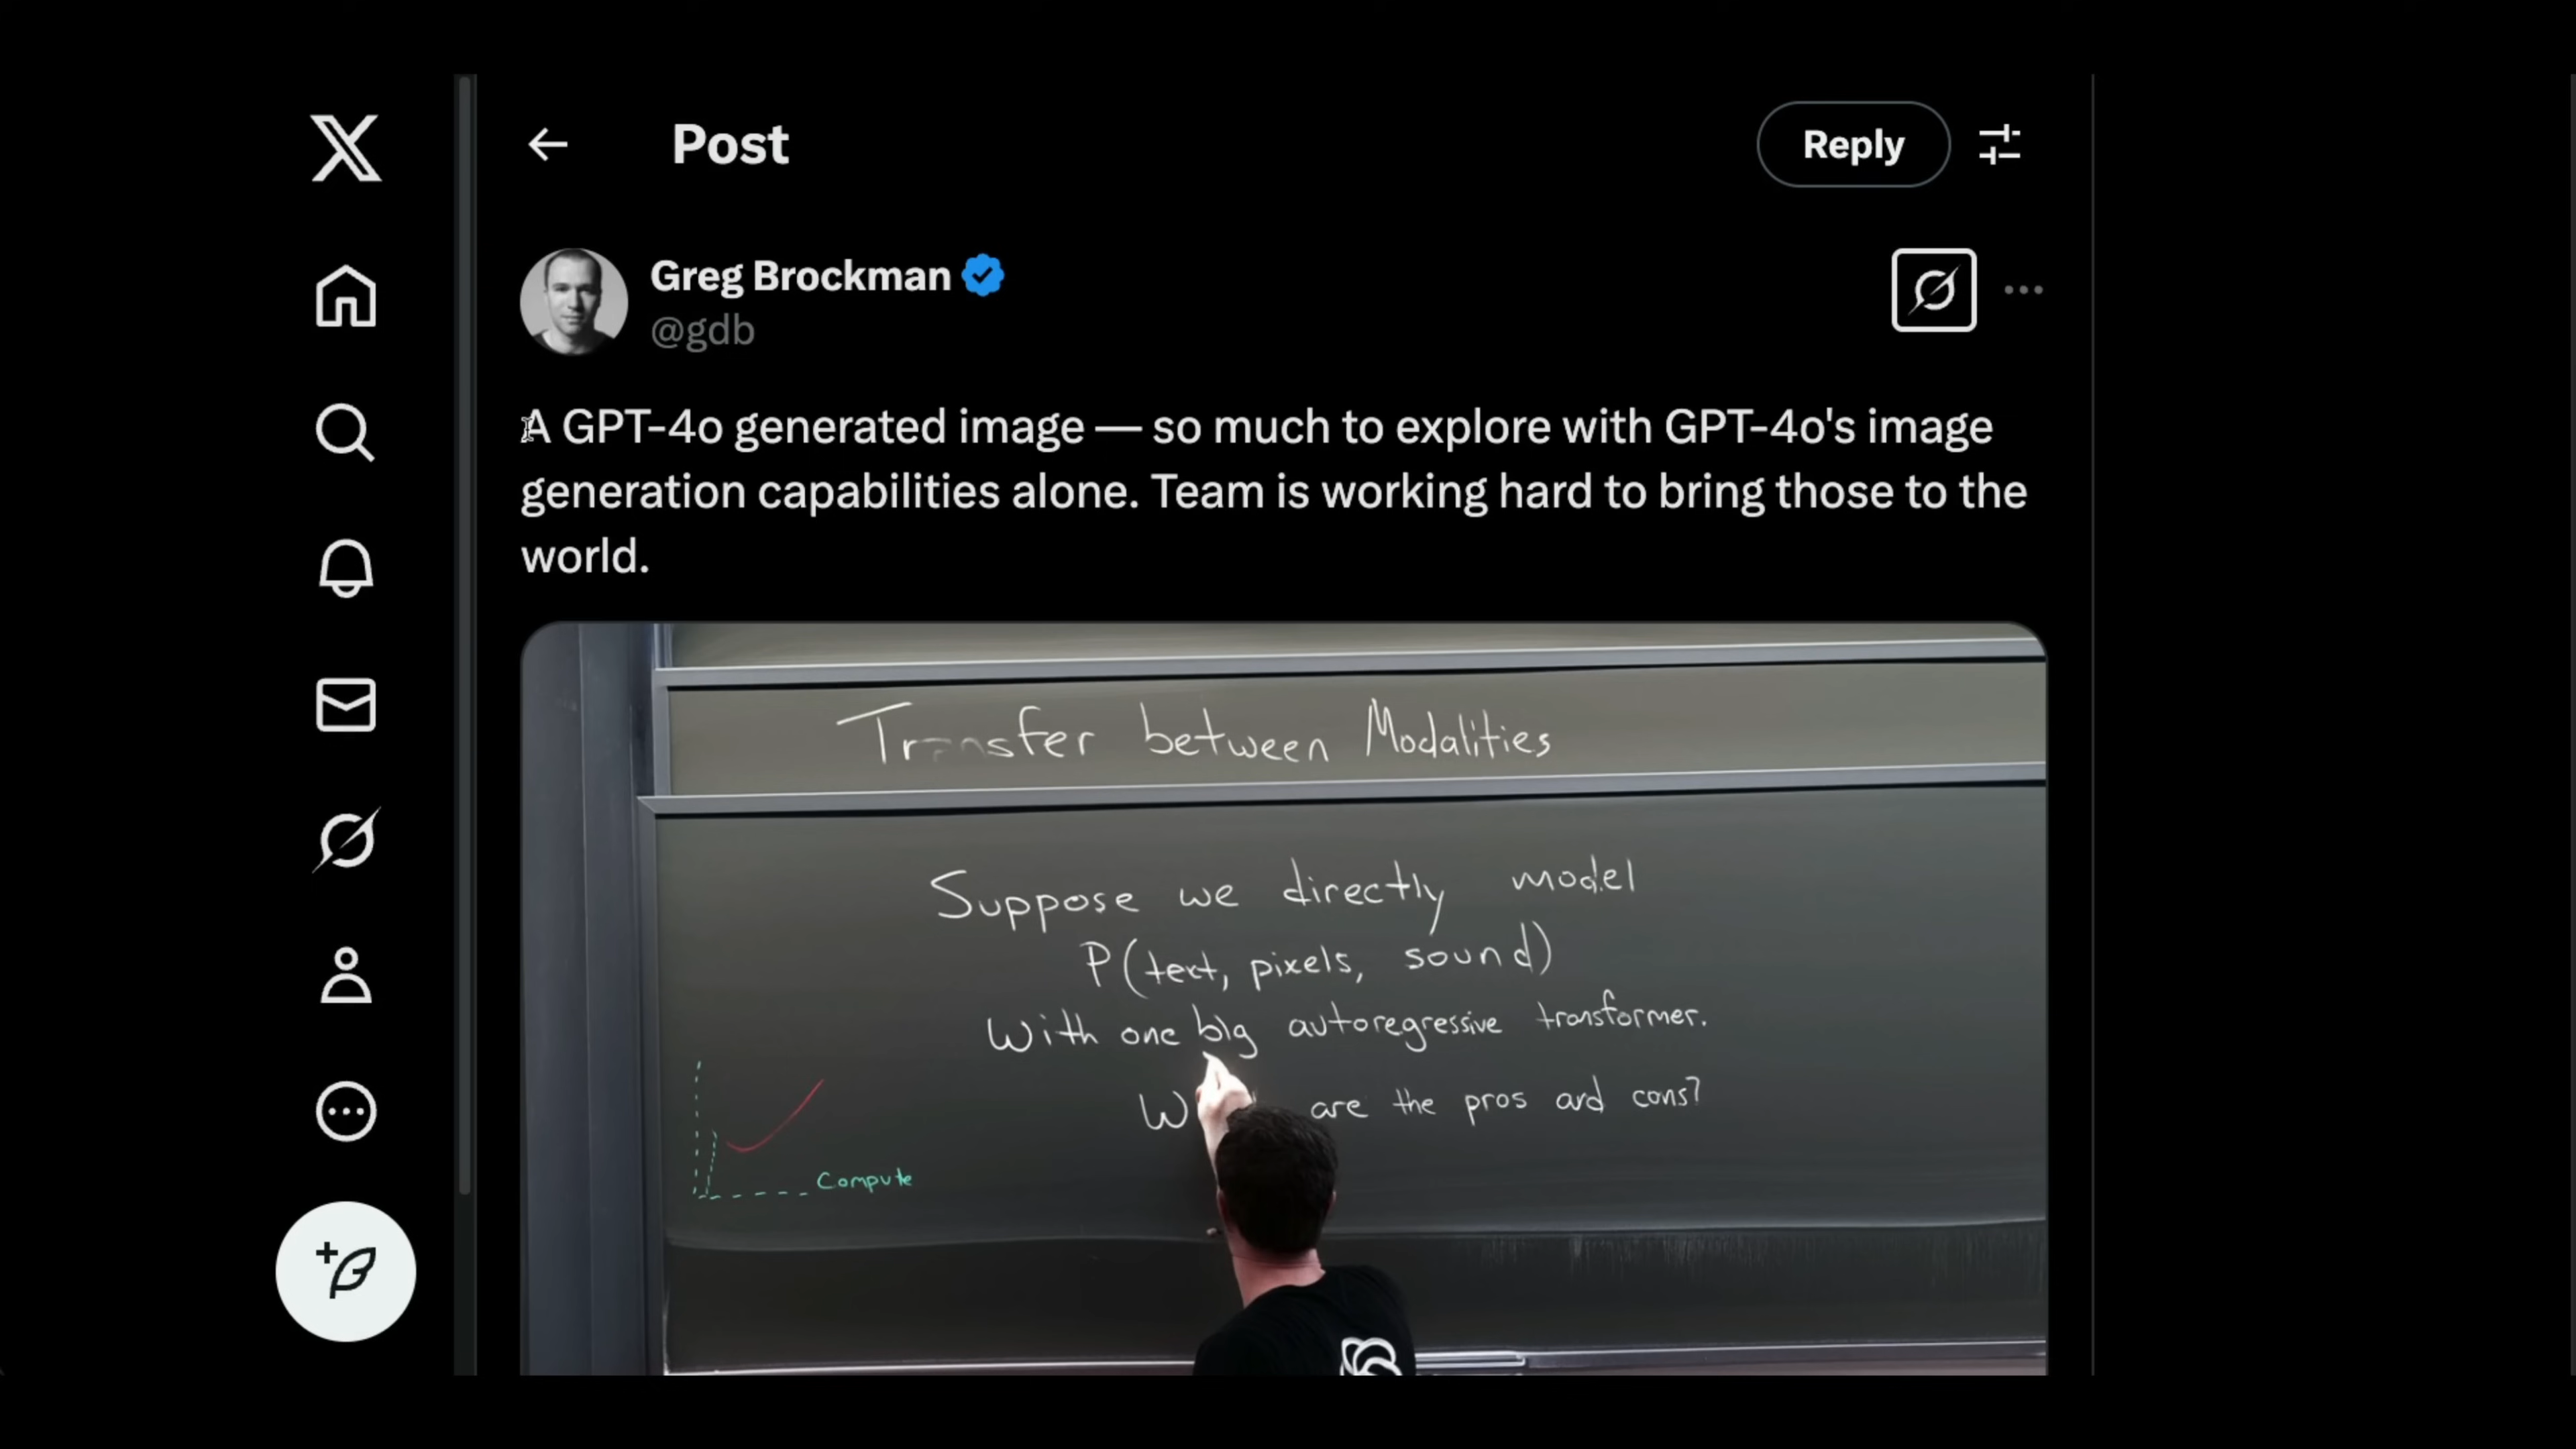 Post
Reply
Greg Brockman
@gdb
A GPT-4o generated image — so much to explore with GPT-4o's image
generation capabilities alone. Team is working hard to bring those to the
world.
Transfer between Modalities
Suppose we directly model
P(text, pixels, sound)
With one big autoregressive transformer.
are the pros and cons?
Compute